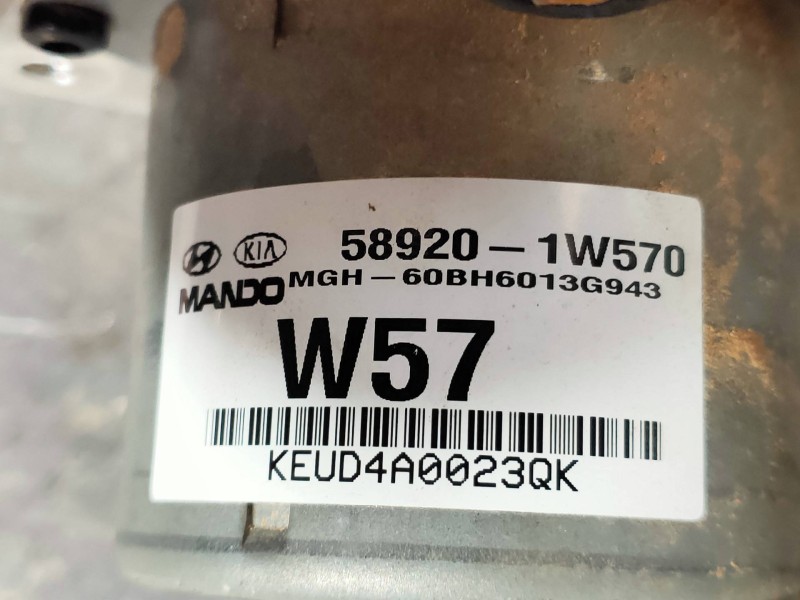 KIA 58920-1W570
MANDO MGH-60BH6013G943
W57
KEUD4A0023QK